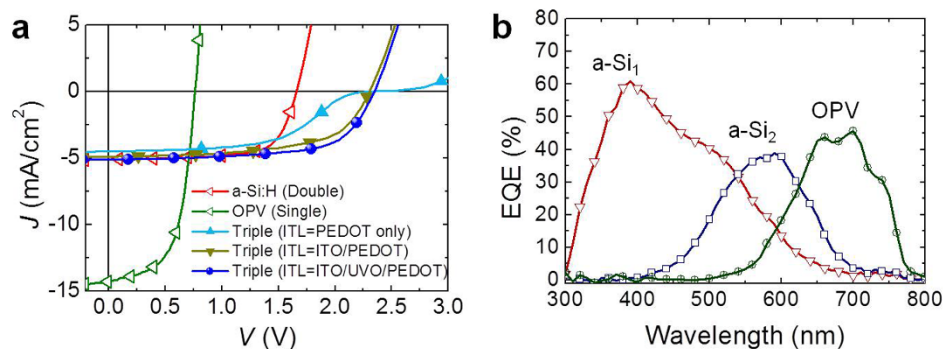 a
J (mA/cm²)
5
0
-5
-10
-15
0.0
0.5
1.0
1.5
2.0
2.5
3.0
V (V)
a-Si:H (Double)
OPV (Single)
Triple (ITL=PEDOT only)
Triple (ITL=ITO/PEDOT)
Triple (ITL=ITO/UVO/PEDOT)
b
EQE (%)
80
70
60
50
40
30
20
10
0
300
400
500
600
700
800
Wavelength (nm)
a-Si₁
a-Si₂
OPV